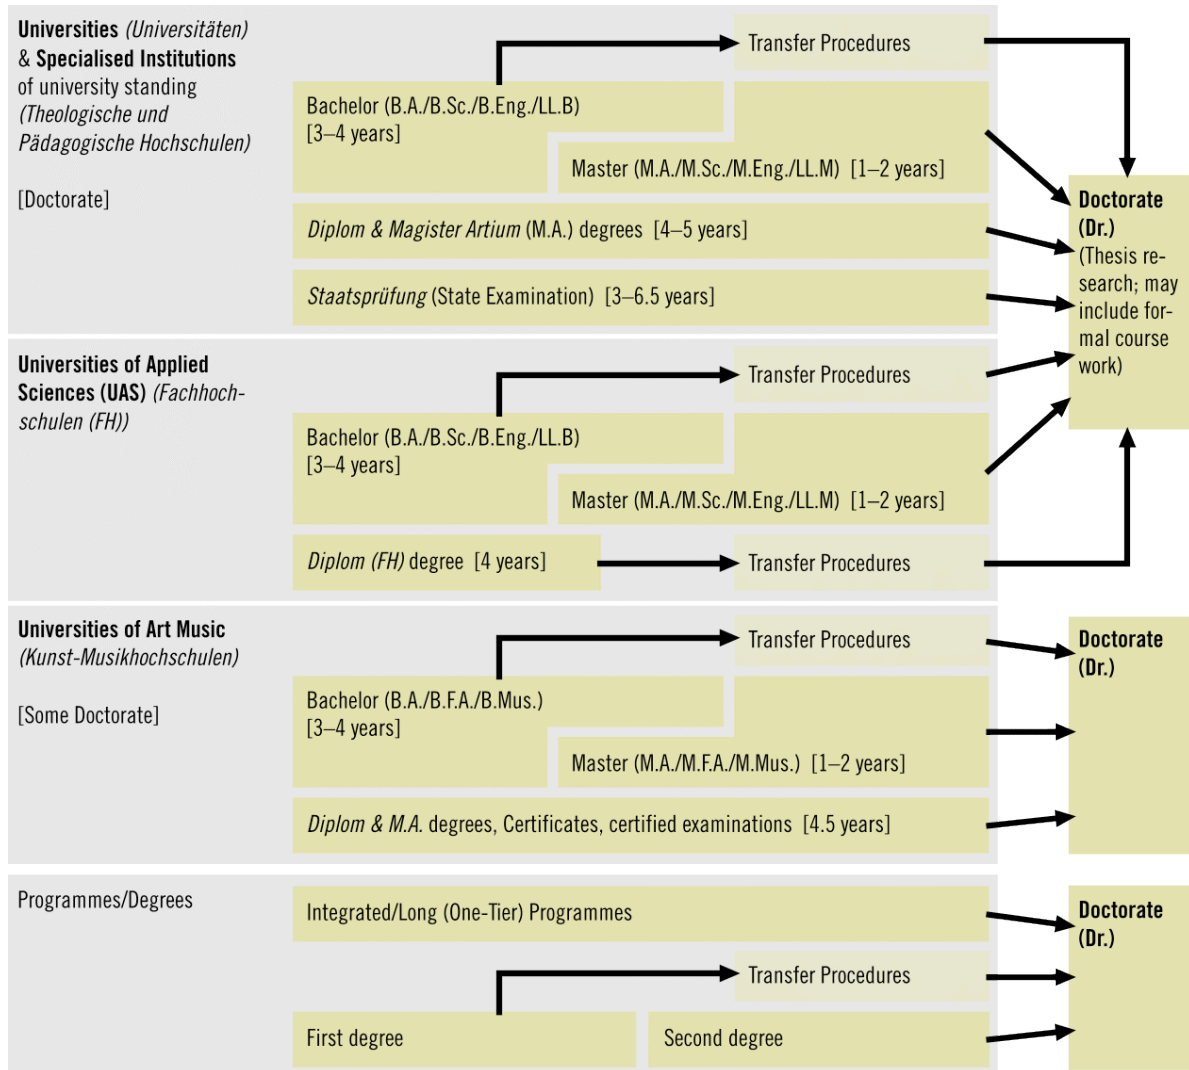 Universities (Universitäten)
& Specialised Institutions
of university standing
(Theologische und
Pädagogische Hochschulen)
[Doctorate]
Transfer Procedures
Bachelor (B.A./B.Sc./B.Eng./LL.B)
[3–4 years]
Master (M.A./M.Sc./M.Eng./LL.M) [1–2 years]
Diplom & Magister Artium (M.A.) degrees [4–5 years]
Staatsprüfung (State Examination) [3–6.5 years]
Doctorate
(Dr.)
(Thesis re-
search; may
include for-
mal course
work)
Universities of Applied
Sciences (UAS) (Fachhoch-
schulen (FH))
Transfer Procedures
Bachelor (B.A./B.Sc./B.Eng./LL.B)
[3–4 years]
Master (M.A./M.Sc./M.Eng./LL.M) [1–2 years]
Diplom (FH) degree [4 years]
Transfer Procedures
Universities of Art Music
(Kunst-Musikhochschulen)
[Some Doctorate]
Transfer Procedures
Bachelor (B.A./B.F.A./B.Mus.)
[3–4 years]
Master (M.A./M.F.A./M.Mus.) [1–2 years]
Diplom & M.A. degrees, Certificates, certified examinations [4.5 years]
Doctorate
(Dr.)
Programmes/Degrees
Integrated/Long (One-Tier) Programmes
Transfer Procedures
First degree
Second degree
Doctorate
(Dr.)